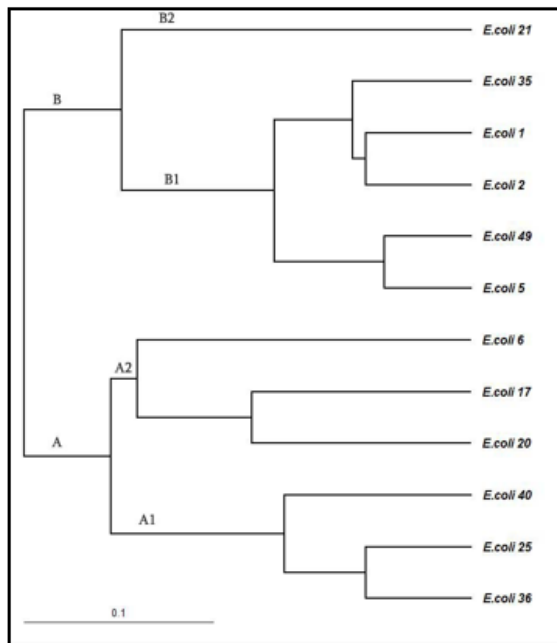 B2
E.coli 21
E.coli 35
B
E.coli 1
B1
E.coli 2
E.coli 49
E.coli 5
E.coli 6
A2
E.coli 17
A
E.coli 20
E.coli 40
A1
E.coli 25
E.coli 36
0.1